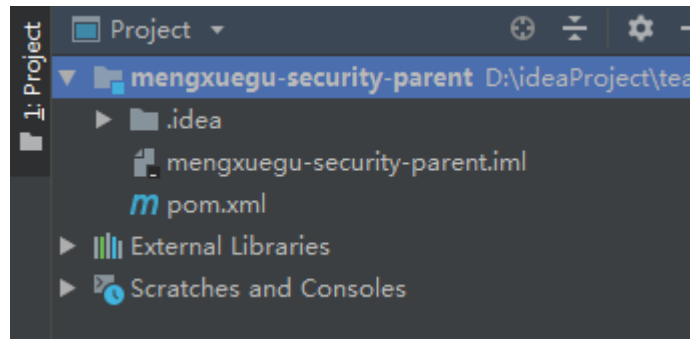 1: Project
Project
mengxuegu-security-parent D:\ideaProject\tea
.idea
mengxuegu-security-parent.iml
m pom.xml
External Libraries
Scratches and Consoles